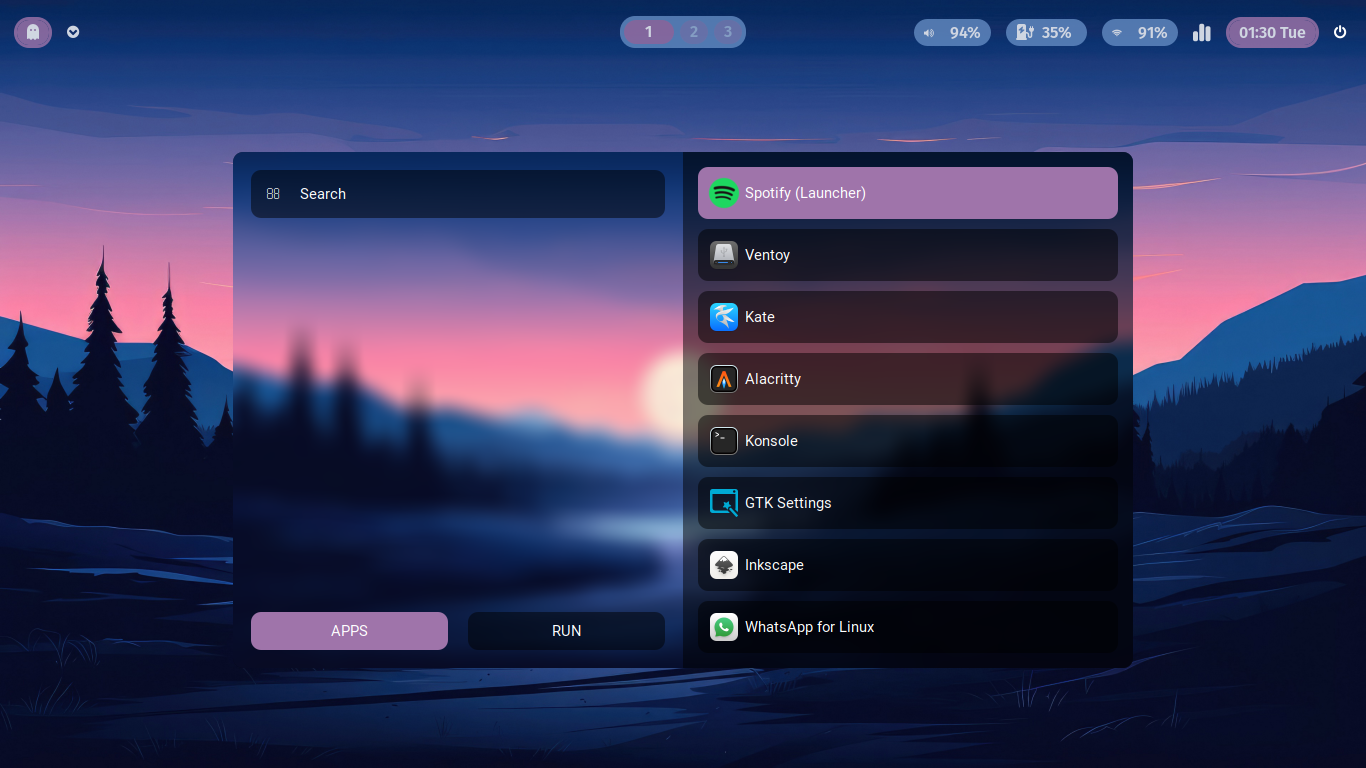 1 2 3
94%
35%
91%
01:30 Tue
Search
APPS
RUN
Spotify (Launcher)
Ventoy
Kate
Alacritty
Konsole
GTK Settings
Inkscape
WhatsApp for Linux